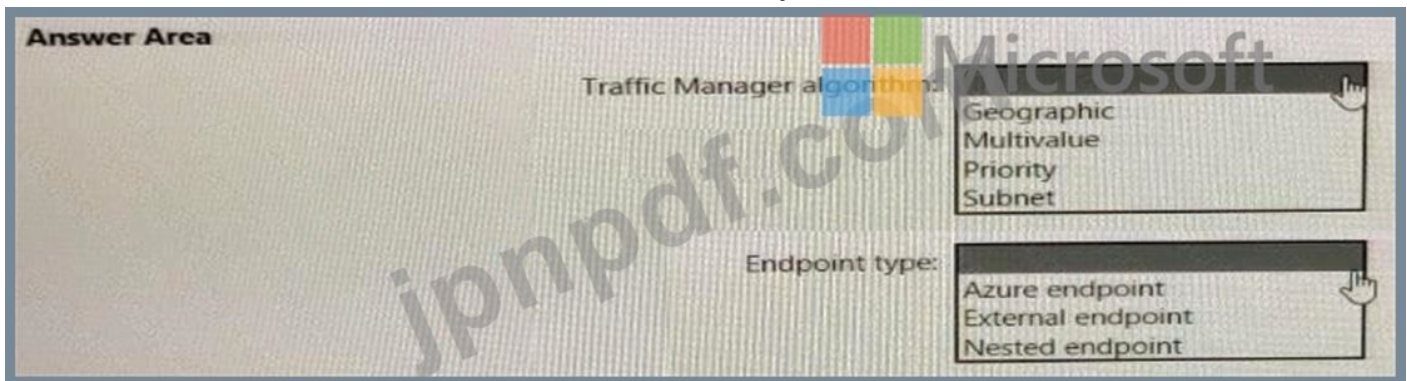 Answer Area
Microsoft
Traffic Manager algorithm:
Geographic
Multivalue
Priority
Subnet
jpnpdf.com
Endpoint type:
Azure endpoint
External endpoint
Nested endpoint